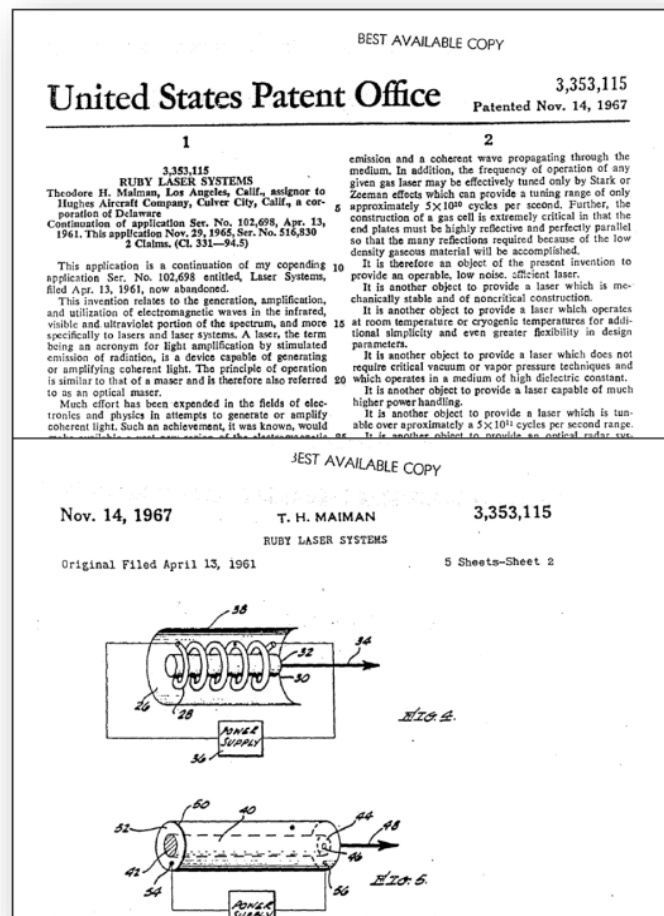 BEST AVAILABLE COPY
United States Patent Office
3,353,115
Patented Nov. 14, 1967
1
3,353,115
RUBY LASER SYSTEMS
Theodore H. Maiman, Los Angeles, Calif., assignor to
Hughes Aircraft Company, Culver City, Calif., a cor-
poration of Delaware
Continuation of application Ser. No. 102,698, Apr. 13,
1961. This application Nov. 29, 1965, Ser. No. 516,830
2 Claims. (Cl. 331—94.5)
This application is a continuation of my copending
application Ser. No. 102,698 entitled, Laser Systems,
filed Apr. 13, 1961, now abandoned.
This invention relates to the generation, amplification,
and utilization of electromagnetic waves in the infrared,
visible and ultraviolet portion of the spectrum, and more
specifically to lasers and laser systems. A laser, the term
being an acronym for light amplification by stimulated
emission of radiation, is a device capable of generating
or amplifying coherent light. The principle of operation
is similar to that of a maser and is therefore also referred
to as an optical maser.
Much effort has been expended in the fields of elec-
tronics and physics in attempts to generate or amplify
coherent light. Such an achievement, it was known, would
2
emission and a coherent wave propagating through the
medium. In addition, the frequency of operation of any
given gas laser may be effectively tuned only by Stark or
Zeeman effects which can provide a tuning range of only
5 approximately 5×10¹⁰ cycles per second. Further, the
construction of a gas cell is extremely critical in that the
end plates must be highly reflective and perfectly parallel
so that the many reflections required because of the low
density gaseous material will be accomplished.
10 It is therefore an object of the present invention to
provide an operable, low noise, efficient laser.
It is another object to provide a laser which is me-
chanically stable and of noncritical construction.
It is another object to provide a laser which operates
15 at room temperature or cryogenic temperatures for addi-
tional simplicity and even greater flexibility in design
parameters.
It is another object to provide a laser which does not
require critical vacuum or vapor pressure techniques and
20 which operates in a medium of high dielectric constant.
It is another object to provide a laser capable of much
higher power handling.
It is another object to provide a laser which is tun-
able over aproximately a 5×10¹¹ cycles per second range.
It is another object to provide an optical radar sys-
BEST AVAILABLE COPY
Nov. 14, 1967
T. H. MAIMAN
3,353,115
RUBY LASER SYSTEMS
Original Filed April 13, 1961
5 Sheets-Sheet 2
38
34
32
30
26
28
POWER
SUPPLY
36
FIG. 4.
50
52
40
44
48
42
46
54
56
FIG. 5.
POWER
SUPPLY